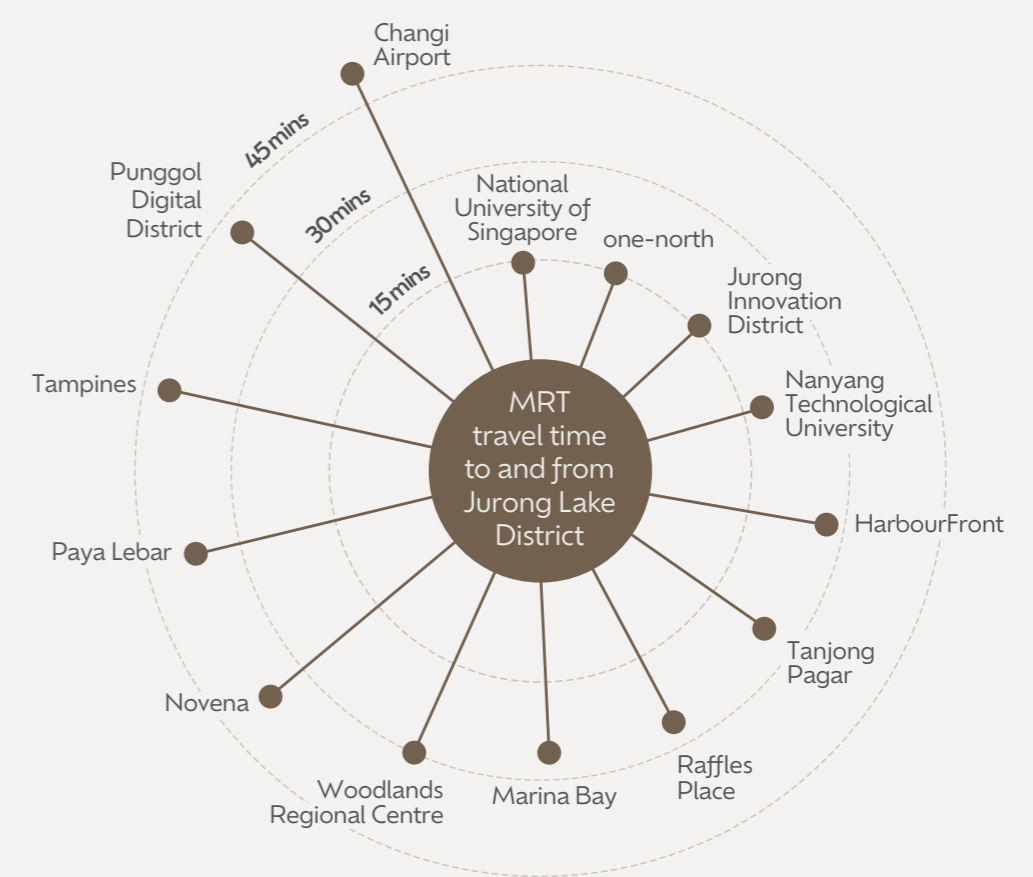 Changi
Airport
45mins
Punggol
Digital
District
30mins
National
University of
Singapore
one-north
15mins
Jurong
Innovation
District
Tampines
MRT
travel time
to and from
Jurong Lake
District
Nanyang
Technological
University
HarbourFront
Paya Lebar
Tanjong
Pagar
Novena
Raffles
Place
Woodlands
Regional Centre
Marina Bay